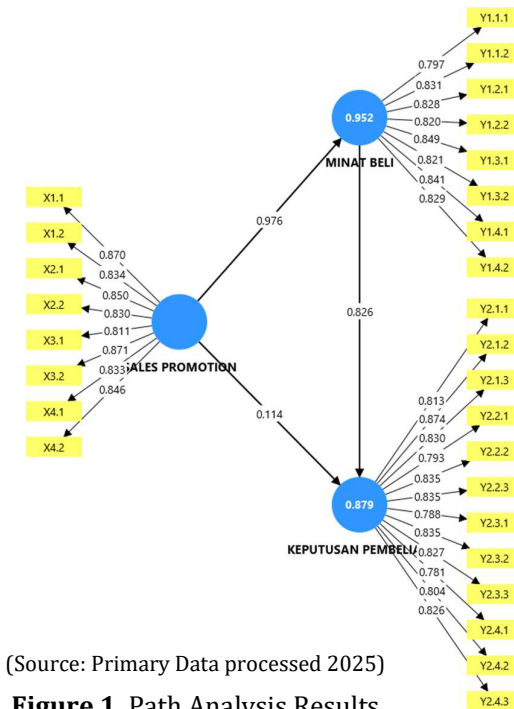 Y1.1.1
Y1.1.2
Y1.2.1
Y1.2.2
Y1.3.1
Y1.3.2
Y1.4.1
Y1.4.2
0.797
0.831
0.828
0.820
0.849
0.821
0.841
0.829
0.952
MINAT BELI
X1.1
X1.2
X2.1
X2.2
X3.1
X3.2
X4.1
X4.2
0.870
0.834
0.850
0.830
0.811
0.871
0.833
0.846
ALES PROMOTION
0.976
0.826
0.114
Y2.1.1
Y2.1.2
Y2.1.3
Y2.2.1
Y2.2.2
Y2.2.3
Y2.3.1
Y2.3.2
Y2.3.3
Y2.4.1
Y2.4.2
Y2.4.3
0.813
0.874
0.830
0.793
0.835
0.835
0.788
0.835
0.827
0.781
0.804
0.826
0.879
KEPUTUSAN PEMBELI
(Source: Primary Data processed 2025)
Figure 1. Path Analysis Results